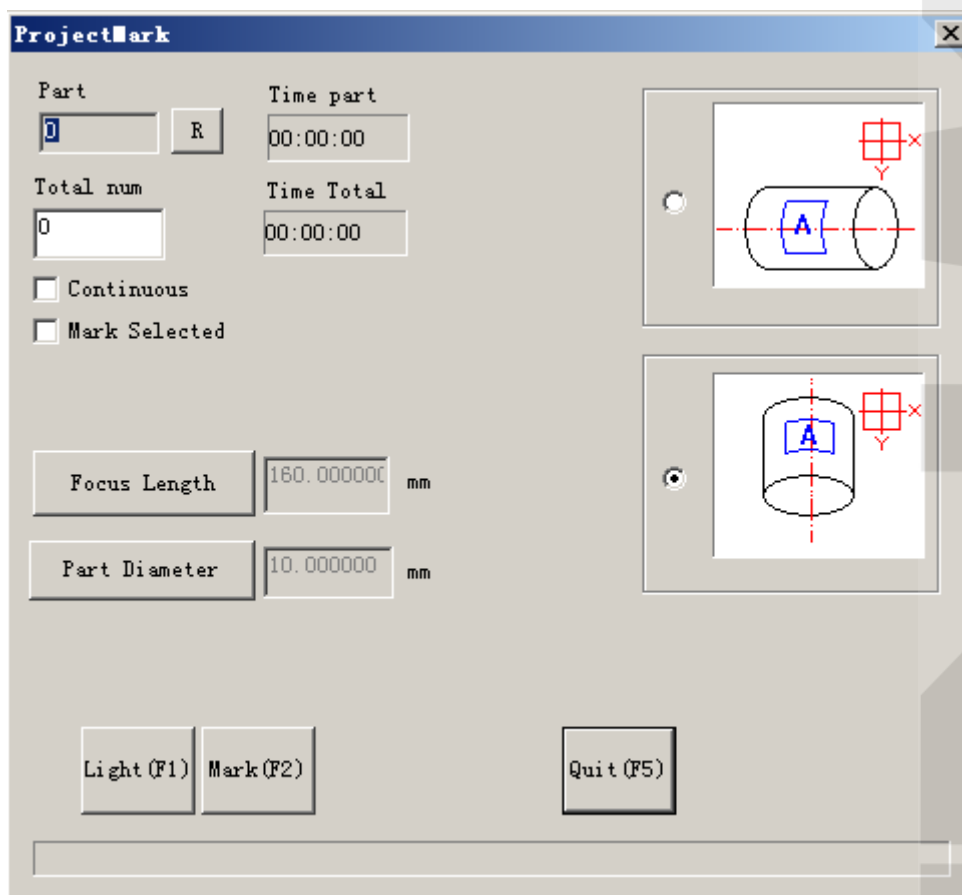 ProjectMark
Part
0
R
Time part
00:00:00
Total num
0
Time Total
00:00:00
Continuous
Mark Selected
Focus Length
160.000000
mm
Part Diameter
10.000000
mm
X
Y
A
X
Y
A
Light(F1)
Mark(F2)
Quit(F5)